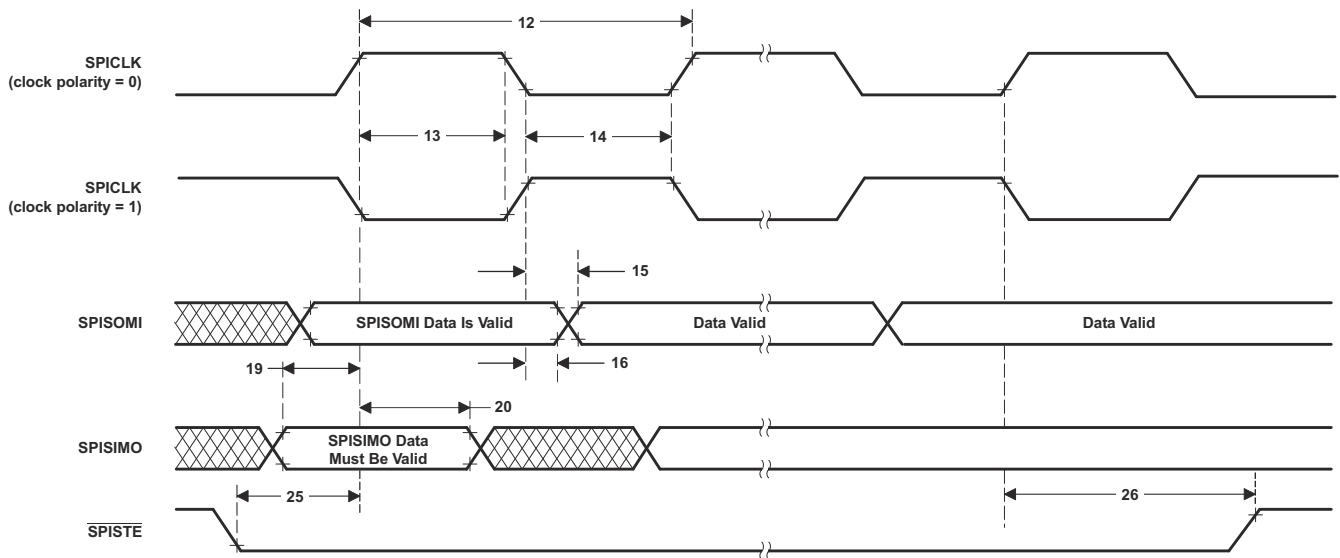 12
SPICLK
(clock polarity = 0)
13
14
SPICLK
(clock polarity = 1)
15
SPISOMI
SPISOMI Data Is Valid
Data Valid
Data Valid
16
19
20
SPISIMO
SPISIMO Data
Must Be Valid
25
26
SPISTE